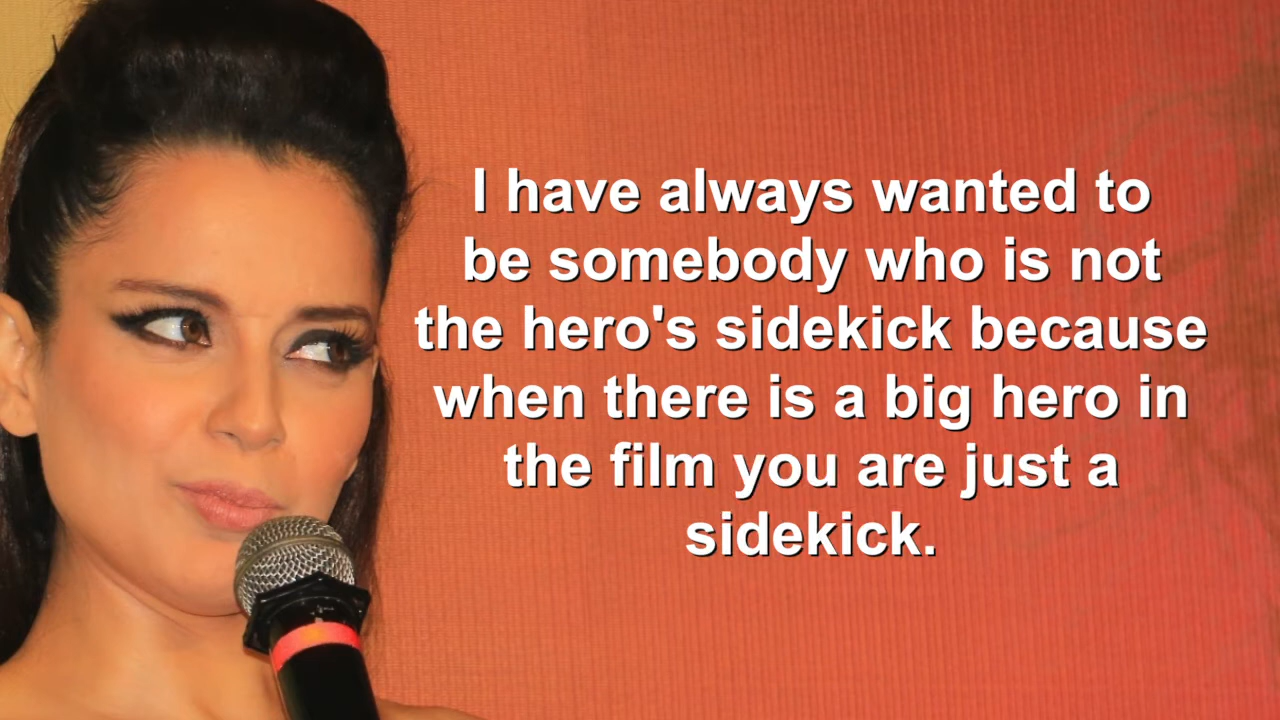 I have always wanted to
be somebody who is not
the hero's sidekick because
when there is a big hero in
the film you are just a
sidekick.